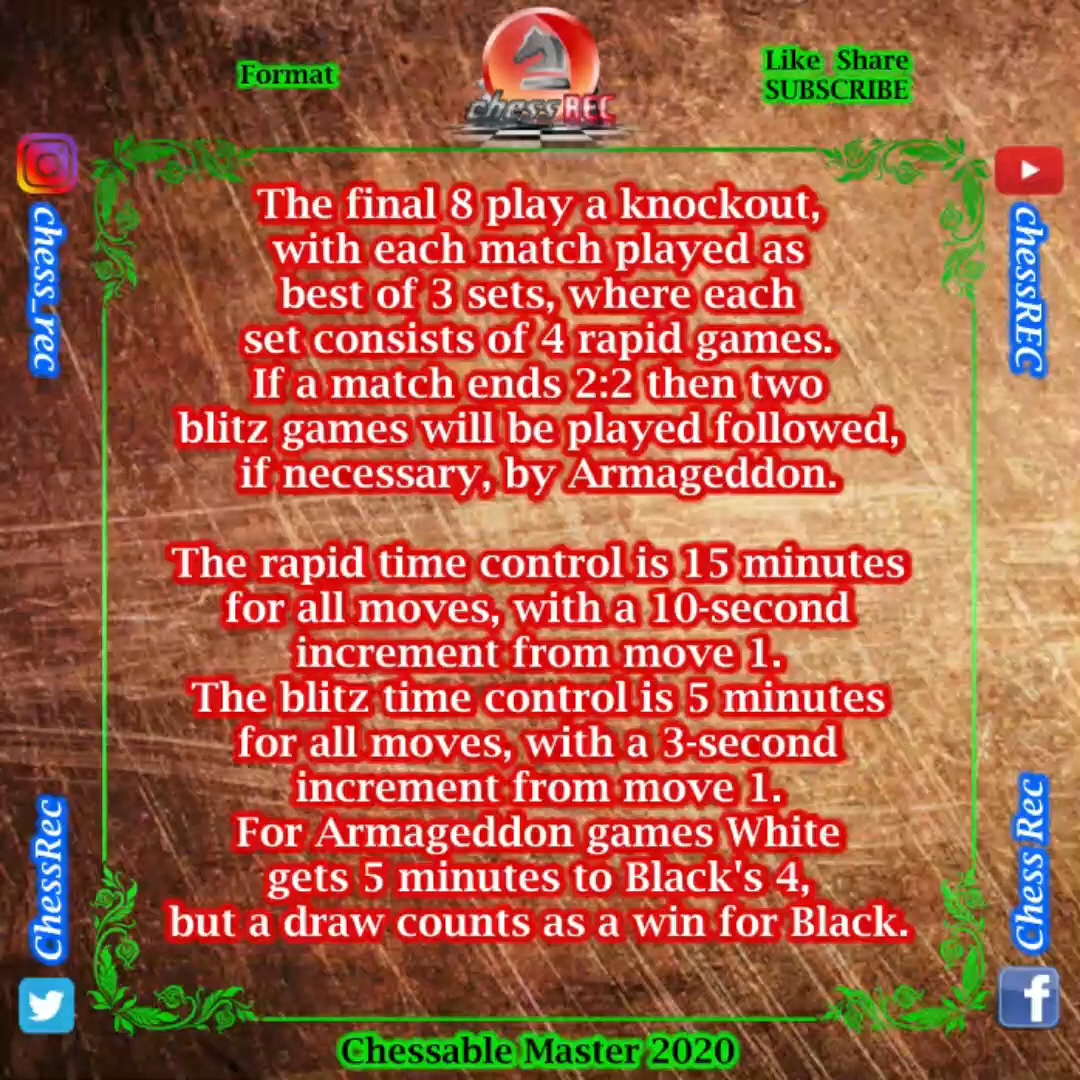 Format
chessREC
Like Share
SUBSCRIBE
chess_rec
chessREC
The final 8 play a knockout,
with each match played as
best of 3 sets, where each
set consists of 4 rapid games.
If a match ends 2:2 then two
blitz games will be played followed,
if necessary, by Armageddon.
The rapid time control is 15 minutes
for all moves, with a 10-second
increment from move 1.
The blitz time control is 5 minutes
for all moves, with a 3-second
increment from move 1.
For Armageddon games White
gets 5 minutes to Black's 4,
but a draw counts as a win for Black.
ChessRec
Chess Rec
Chessable Master 2020